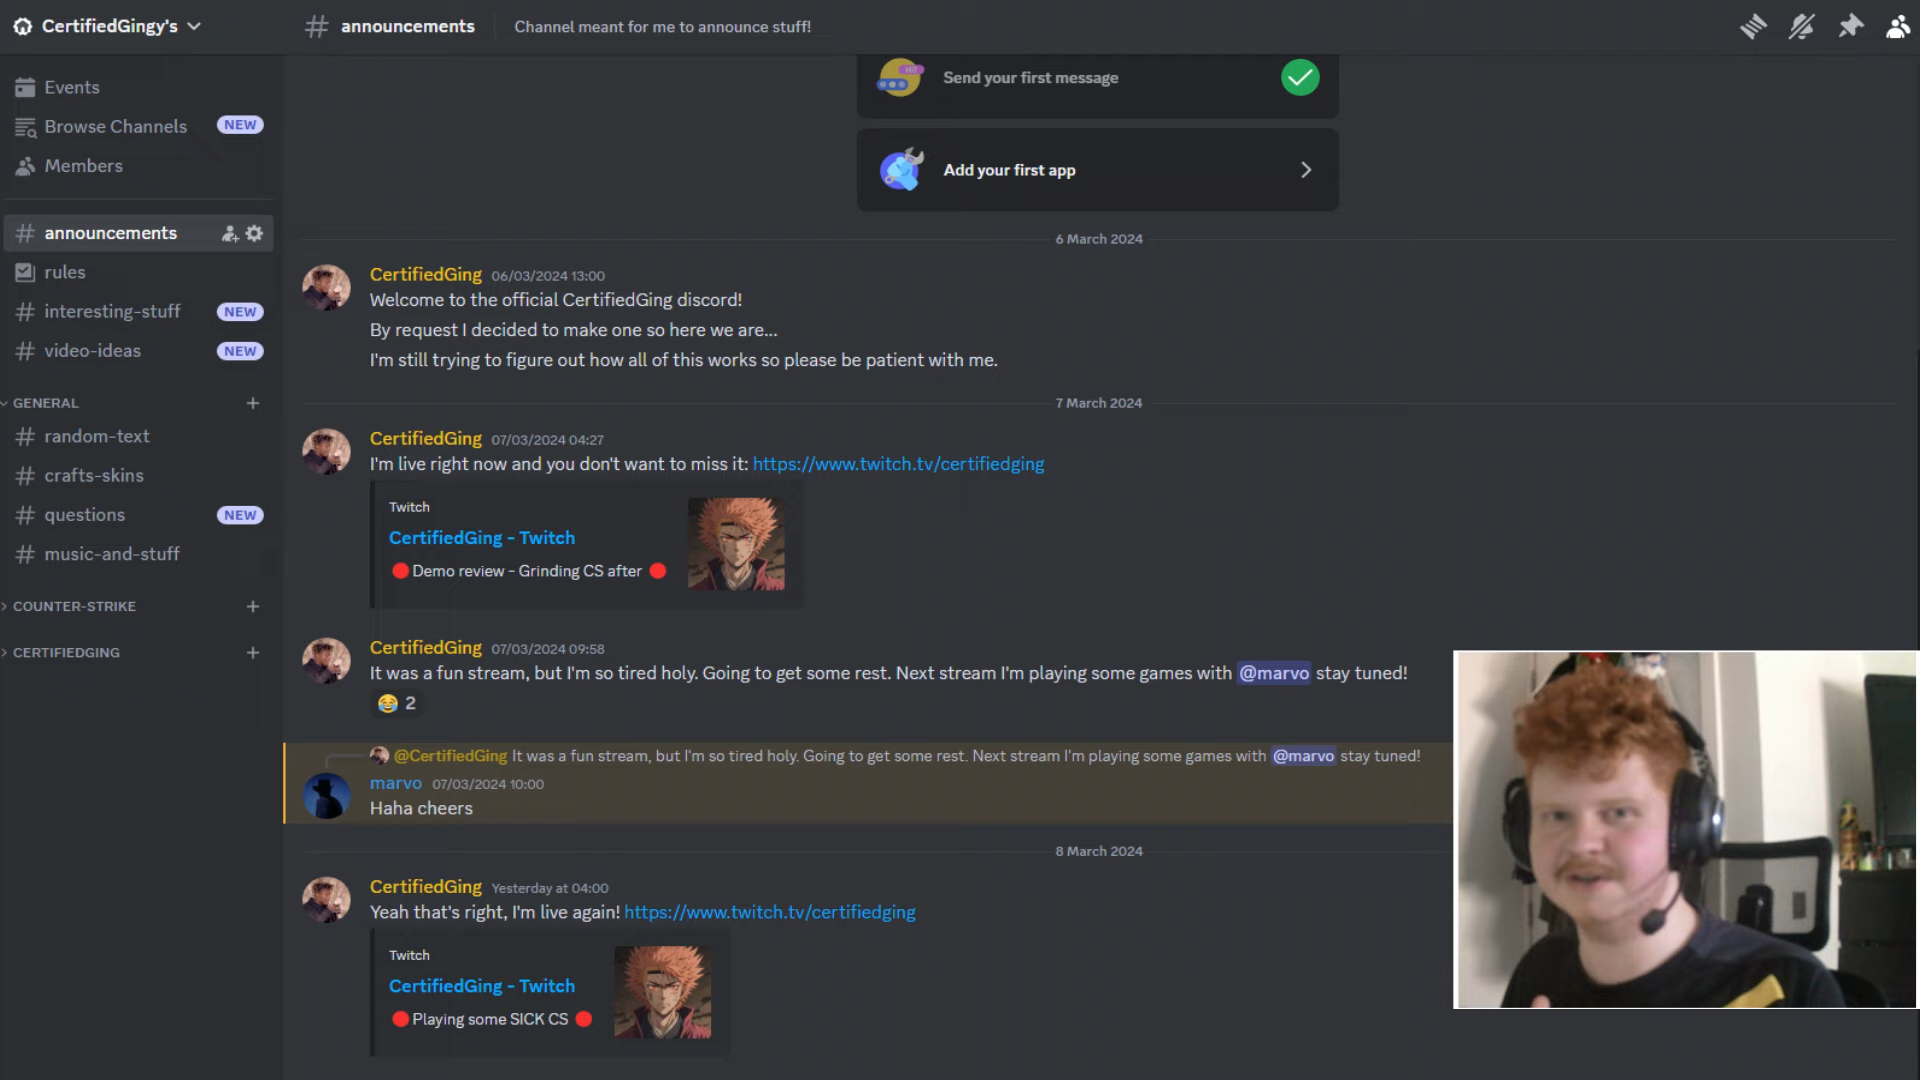 CertifiedGingy's
announcements
Channel meant for me to announce stuff!
Events
Browse Channels NEW
Members
announcements
rules
interesting-stuff NEW
video-ideas NEW
GENERAL
random-text
crafts-skins
questions NEW
music-and-stuff
COUNTER-STRIKE
CERTIFIEDGING
Send your first message
Add your first app
6 March 2024
CertifiedGing 06/03/2024 13:00
Welcome to the official CertifiedGing discord!
By request I decided to make one so here we are...
I'm still trying to figure out how all of this works so please be patient with me.
7 March 2024
CertifiedGing 07/03/2024 04:27
I'm live right now and you don't want to miss it: https://www.twitch.tv/certifiedging
Twitch
CertifiedGing - Twitch
🔴Demo review - Grinding CS after 🔴
CertifiedGing 07/03/2024 09:58
It was a fun stream, but I'm so tired holy. Going to get some rest. Next stream I'm playing some games with @marvo stay tuned!
😂 2
@CertifiedGing It was a fun stream, but I'm so tired holy. Going to get some rest. Next stream I'm playing some games with @marvo stay tuned!
marvo 07/03/2024 10:00
Haha cheers
8 March 2024
CertifiedGing Yesterday at 04:00
Yeah that's right, I'm live again! https://www.twitch.tv/certifiedging
Twitch
CertifiedGing - Twitch
🔴Playing some SICK CS 🔴